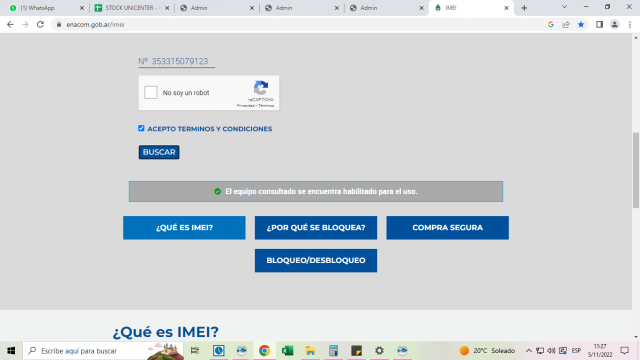 WhatsApp
STOCK UNICENTER -
Admin
Admin
Admin
IMEI
enacom.gob.ar/imei
Nº 353315079123
No soy un robot
reCAPTCHA
Privacidad - Términos
ACEPTO TERMINOS Y CONDICIONES
BUSCAR
El equipo consultado se encuentra habilitado para el uso.
¿QUÉ ES IMEI?
¿POR QUÉ SE BLOQUEA?
COMPRA SEGURA
BLOQUEO/DESBLOQUEO
¿Qué es IMEI?
Escribe aquí para buscar
20°C Soleado
ESP
11:27
5/11/2022